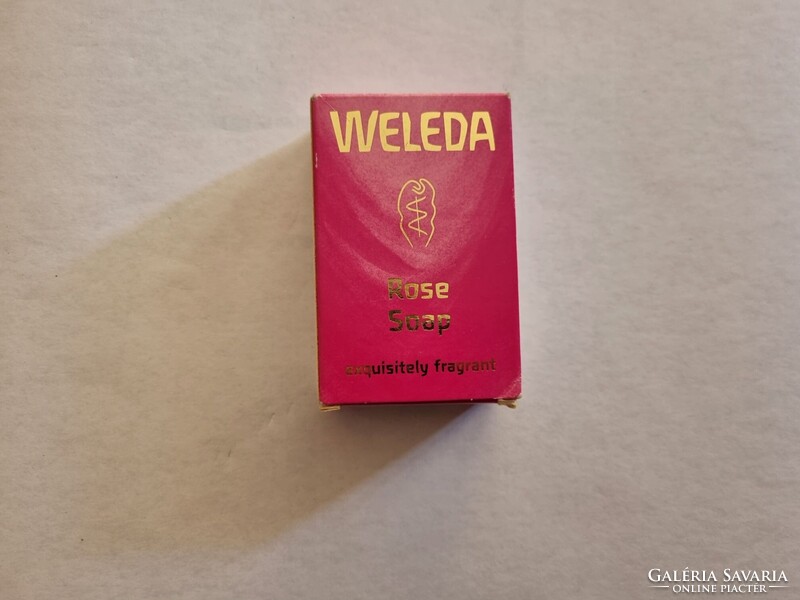 WELEDA
Rose
Soap
exquisitely fragrant
GALÉRIA SAVARIA
ONLINE PIACTÉR